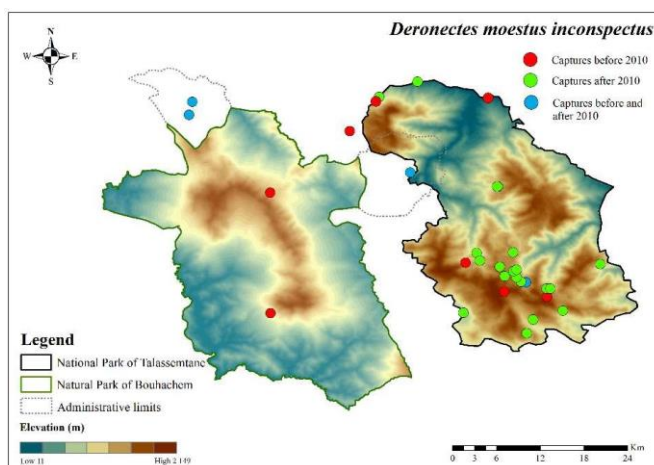 Deronectes moestus inconspectus
N
W E
S
Captures before 2010
Captures after 2010
Captures before and
after 2010
Legend
National Park of Talassemtane
Natural Park of Bouhachem
Administrative limits
Elevation (m)
Low 11 High 2 149
Km
0 3 6 12 18 24